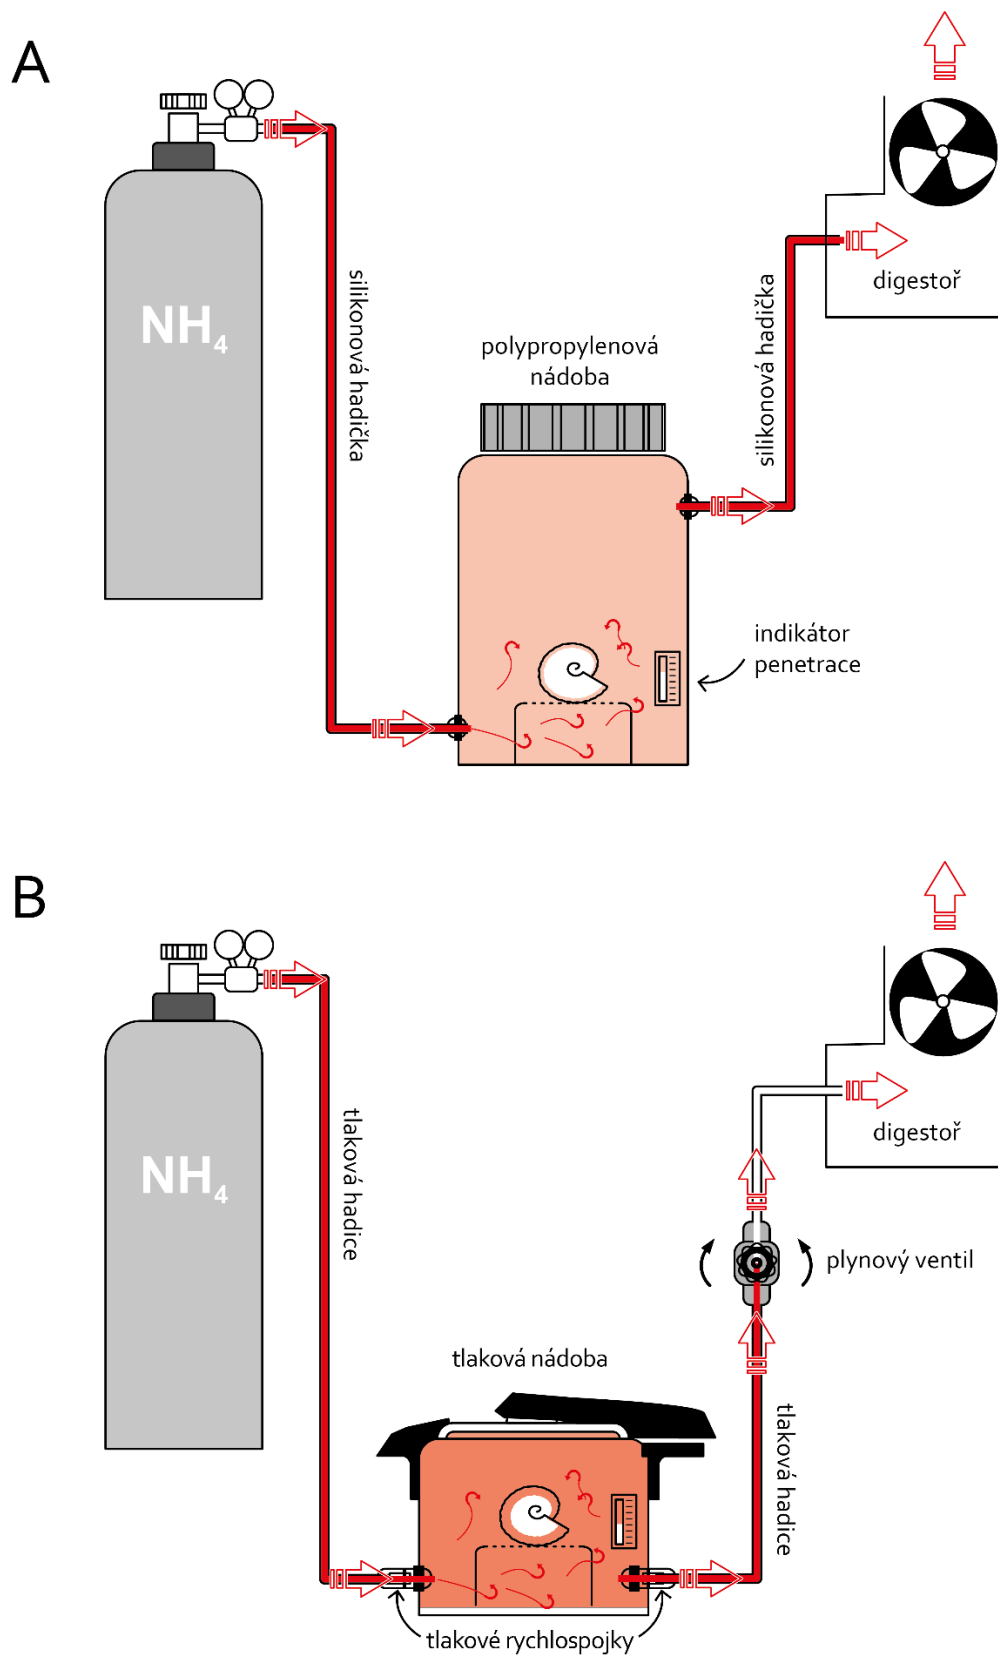 A
NH4
silikonová hadička
polypropylenová
nádoba
silikonová hadička
digestoř
indikátor
penetrace
B
NH4
tlaková hadice
digestoř
plynový ventil
tlaková nádoba
tlaková hadice
tlakové rychlospojky